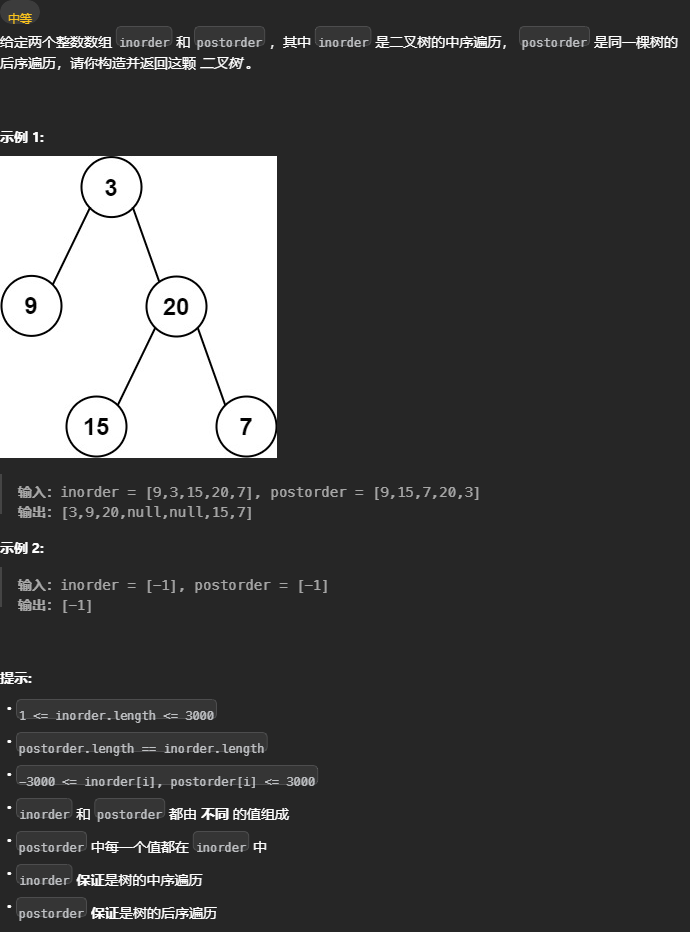 中等
给定两个整数数组 inorder 和 postorder ，其中 inorder 是二叉树的中序遍历， postorder 是同一棵树的
后序遍历，请你构造并返回这颗 二叉树 。
示例 1:
3
9
20
15
7
输入：inorder = [9,3,15,20,7], postorder = [9,15,7,20,3]
输出：[3,9,20,null,null,15,7]
示例 2:
输入：inorder = [-1], postorder = [-1]
输出：[-1]
提示:
• 1 <= inorder.length <= 3000
• postorder.length == inorder.length
• -3000 <= inorder[i], postorder[i] <= 3000
• inorder 和 postorder 都由 不同 的值组成
• postorder 中每一个值都在 inorder 中
• inorder 保证是树的中序遍历
• postorder 保证是树的后序遍历